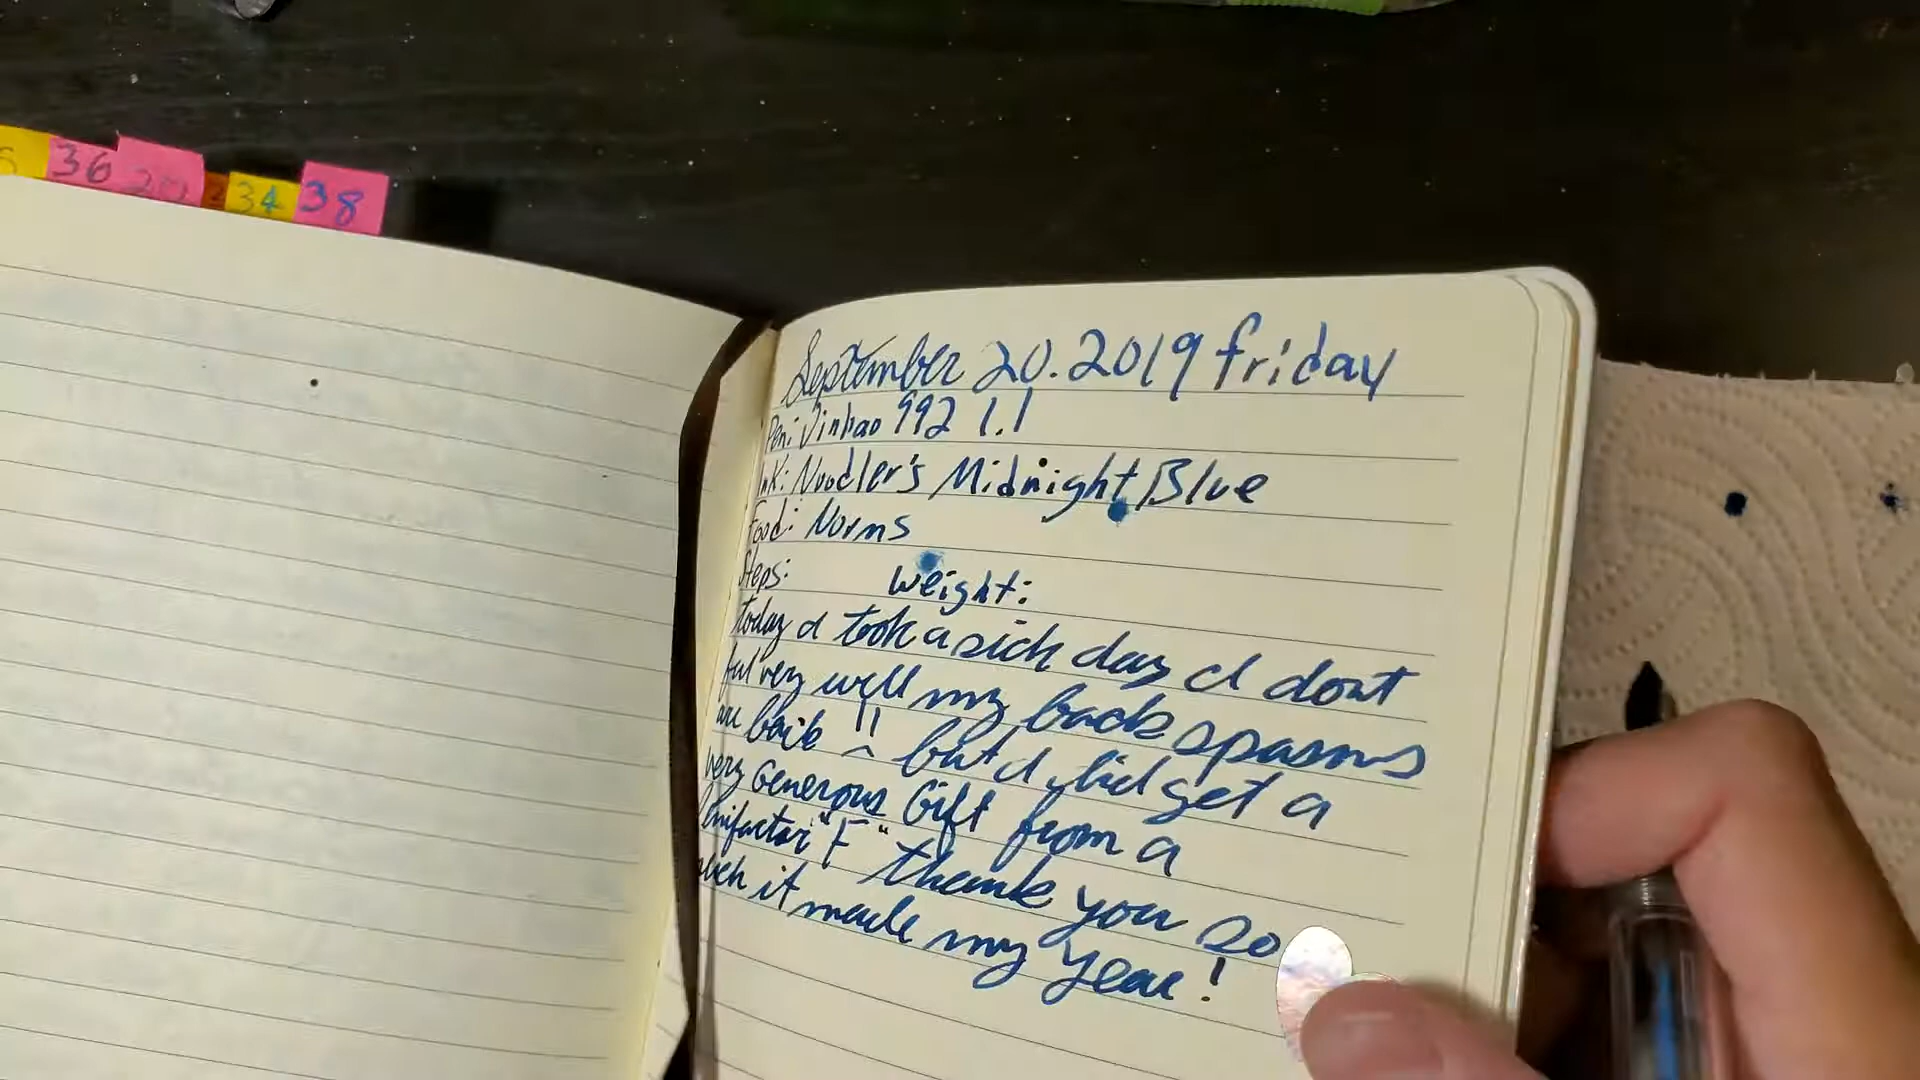 36
34
38
September 20.2019 friday
Pen: Jinhao 992 1.1
Ink: Noodler's Midnight Blue
Food: Norms
Steps: Weight:
today I took a sick day I dont
ful very well my back spasms
are back !! but I did get a
very Generous Gift from a
benifactor "F" thank you so
much it made my year!